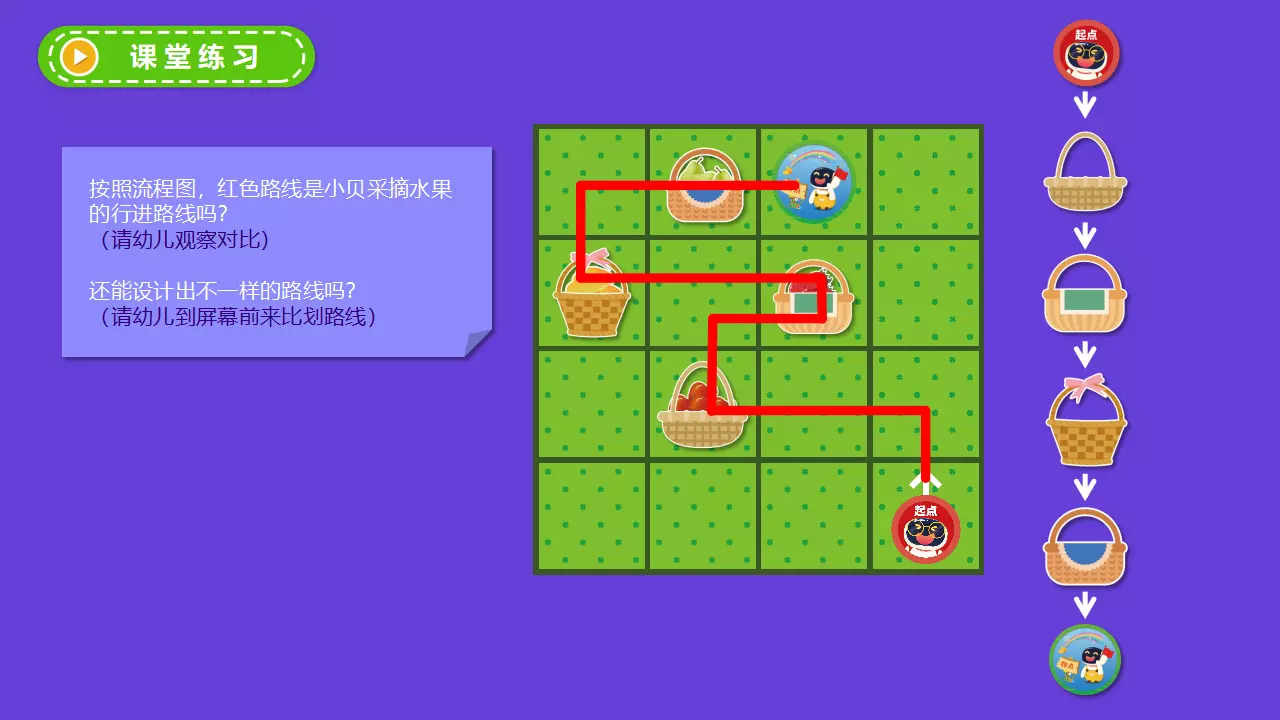 课堂练习
起点
按照流程图，红色路线是小贝采摘水果
的行进路线吗？
（请幼儿观察对比）
还能设计出不一样的路线吗？
（请幼儿到屏幕前来比划路线）
起点
终点